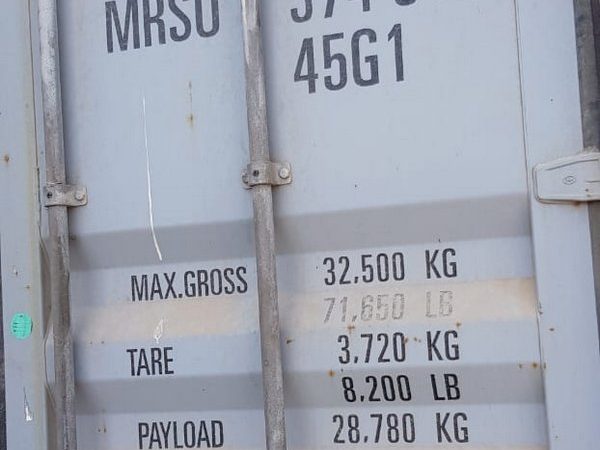 MRSU
45G1
MAX.GROSS 32,500 KG
71,650 LB
TARE 3,720 KG
8,200 LB
PAYLOAD 28,780 KG